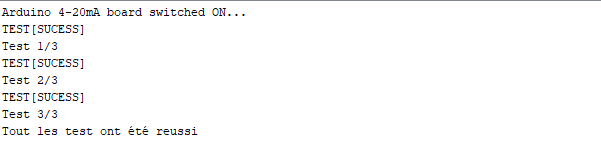 Arduino 4-20mA board switched ON...
TEST[SUCESS]
Test 1/3
TEST[SUCESS]
Test 2/3
TEST[SUCESS]
Test 3/3
Tout les test ont été reussi